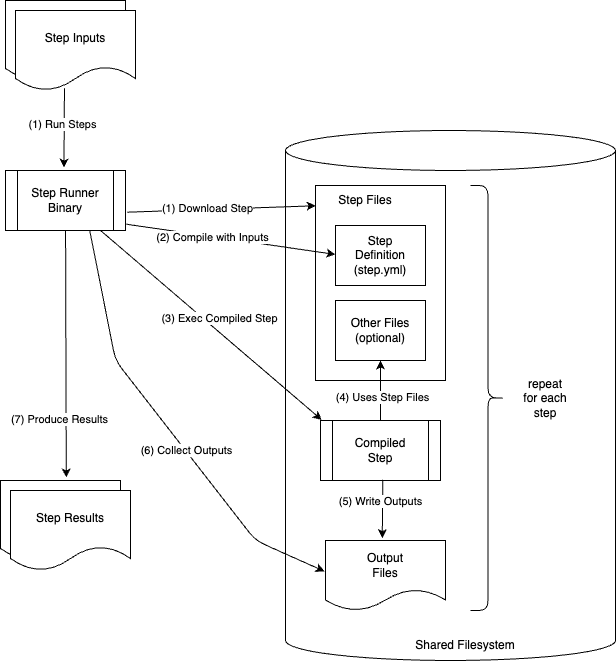 Step Inputs
(1) Run Steps
Step Runner
Binary
(1) Download Step
(2) Compile with Inputs
Step Files
Step
Definition
(step.yml)
Other Files
(optional)
(3) Exec Compiled Step
(4) Uses Step Files
repeat
for each
step
(7) Produce Results
(6) Collect Outputs
Compiled
Step
(5) Write Outputs
Step Results
Output
Files
Shared Filesystem